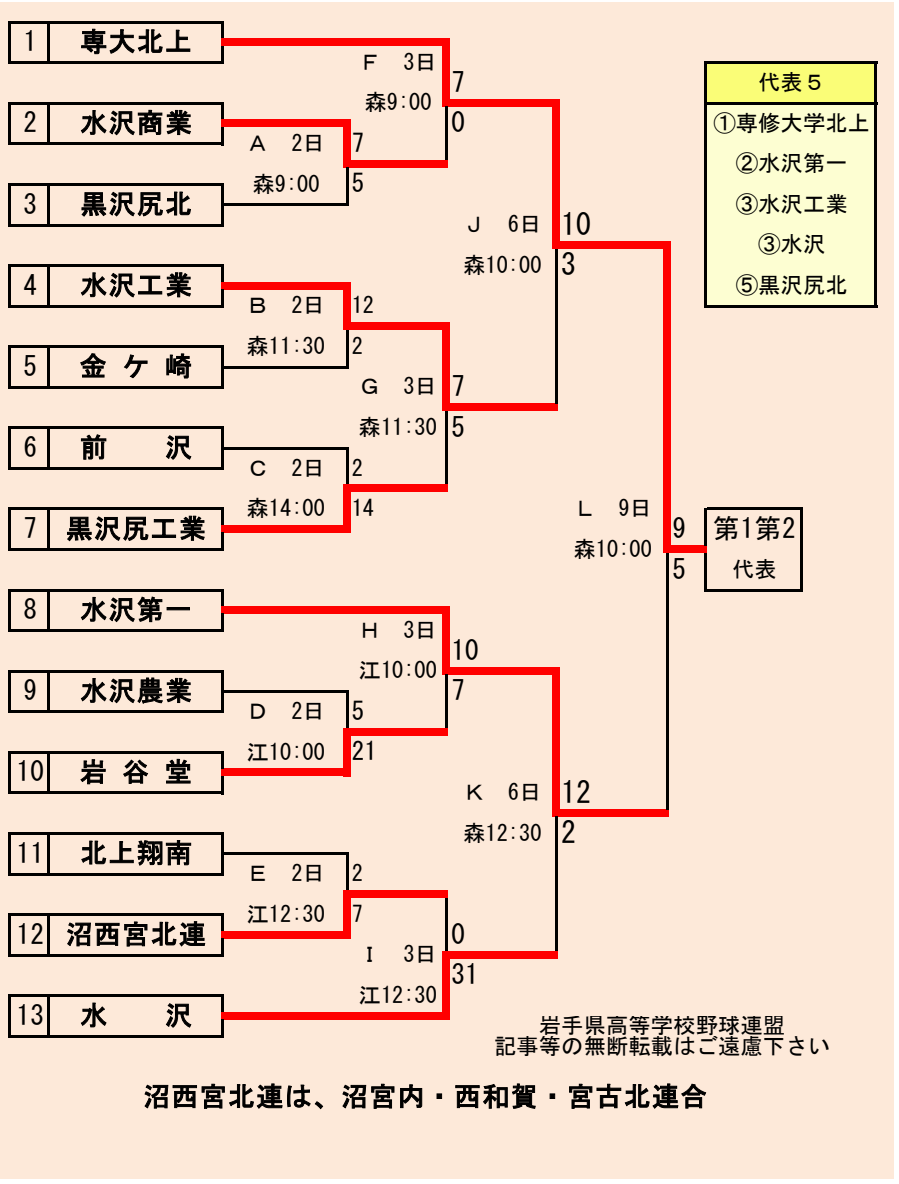 1 専大北上
F 3日
7
森9:00
0
2 水沢商業
A 2日
7
森9:00
5
3 黒沢尻北
J 6日
10
森10:00
3
4 水沢工業
B 2日
12
森11:30
2
5 金ケ崎
G 3日
7
森11:30
5
6 前 沢
C 2日
2
森14:00
14
7 黒沢尻工業
L 9日
9
森10:00
5
第1第2
代表
8 水沢第一
H 3日
10
江10:00
7
9 水沢農業
D 2日
5
江10:00
21
10 岩谷堂
K 6日
12
森12:30
2
11 北上翔南
E 2日
2
江12:30
7
12 沼西宮北連
I 3日
0
江12:30
31
13 水 沢
代表5
①専修大学北上
②水沢第一
③水沢工業
③水沢
⑤黒沢尻北
岩手県高等学校野球連盟
記事等の無断転載はご遠慮下さい
沼西宮北連は、沼宮内・西和賀・宮古北連合